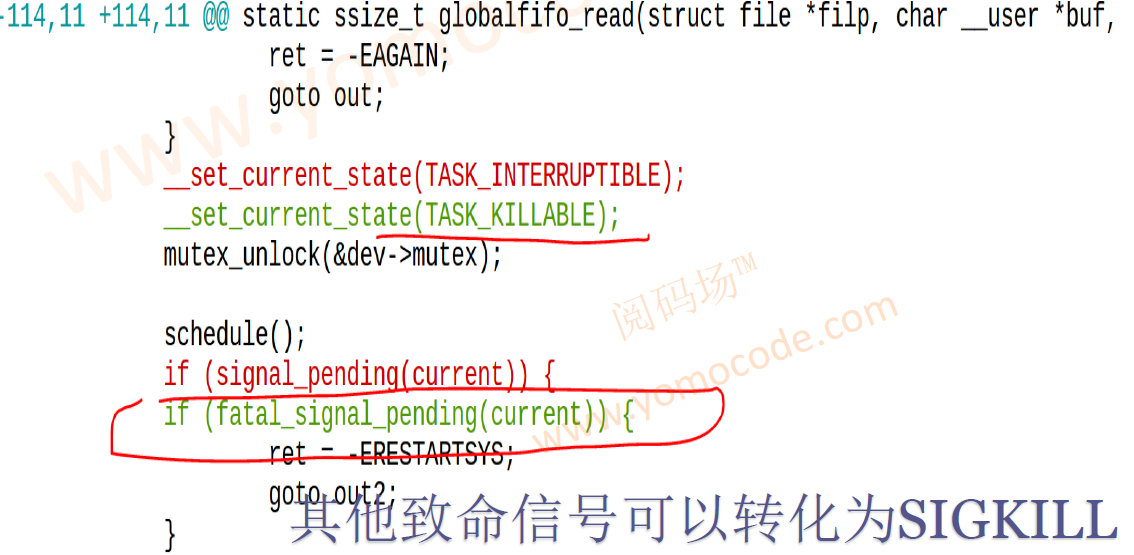 -114,11 +114,11 @@ static ssize_t globalfifo_read(struct file *filp, char __user *buf,
ret = -EAGAIN;
goto out;
}
__set_current_state(TASK_INTERRUPTIBLE);
__set_current_state(TASK_KILLABLE);
mutex_unlock(&dev->mutex);
schedule();
if (signal_pending(current)) {
if (fatal_signal_pending(current)) {
ret = -ERESTARTSYS;
goto out2;
}
其他致命信号可以转化为SIGKILL
www.yomocode.com
阅码场™
www.yomocode.com